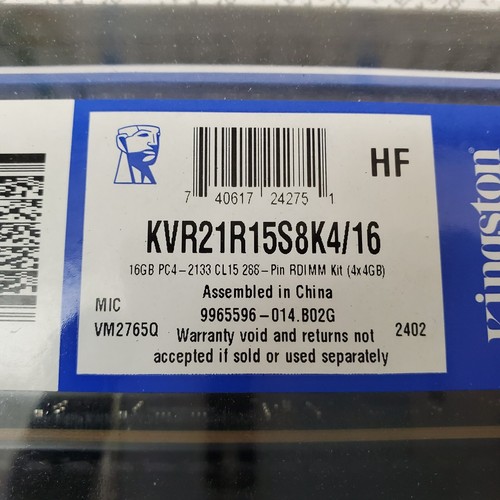 HF
7 40617 24275 1
KVR21R15S8K4/16
16GB PC4-2133 CL15 288-Pin RDIMM Kit (4x4GB)
Assembled in China
9965596-014.B02G
MIC
VM2765Q
Warranty void and returns not
accepted if sold or used separately
2402
Kingston